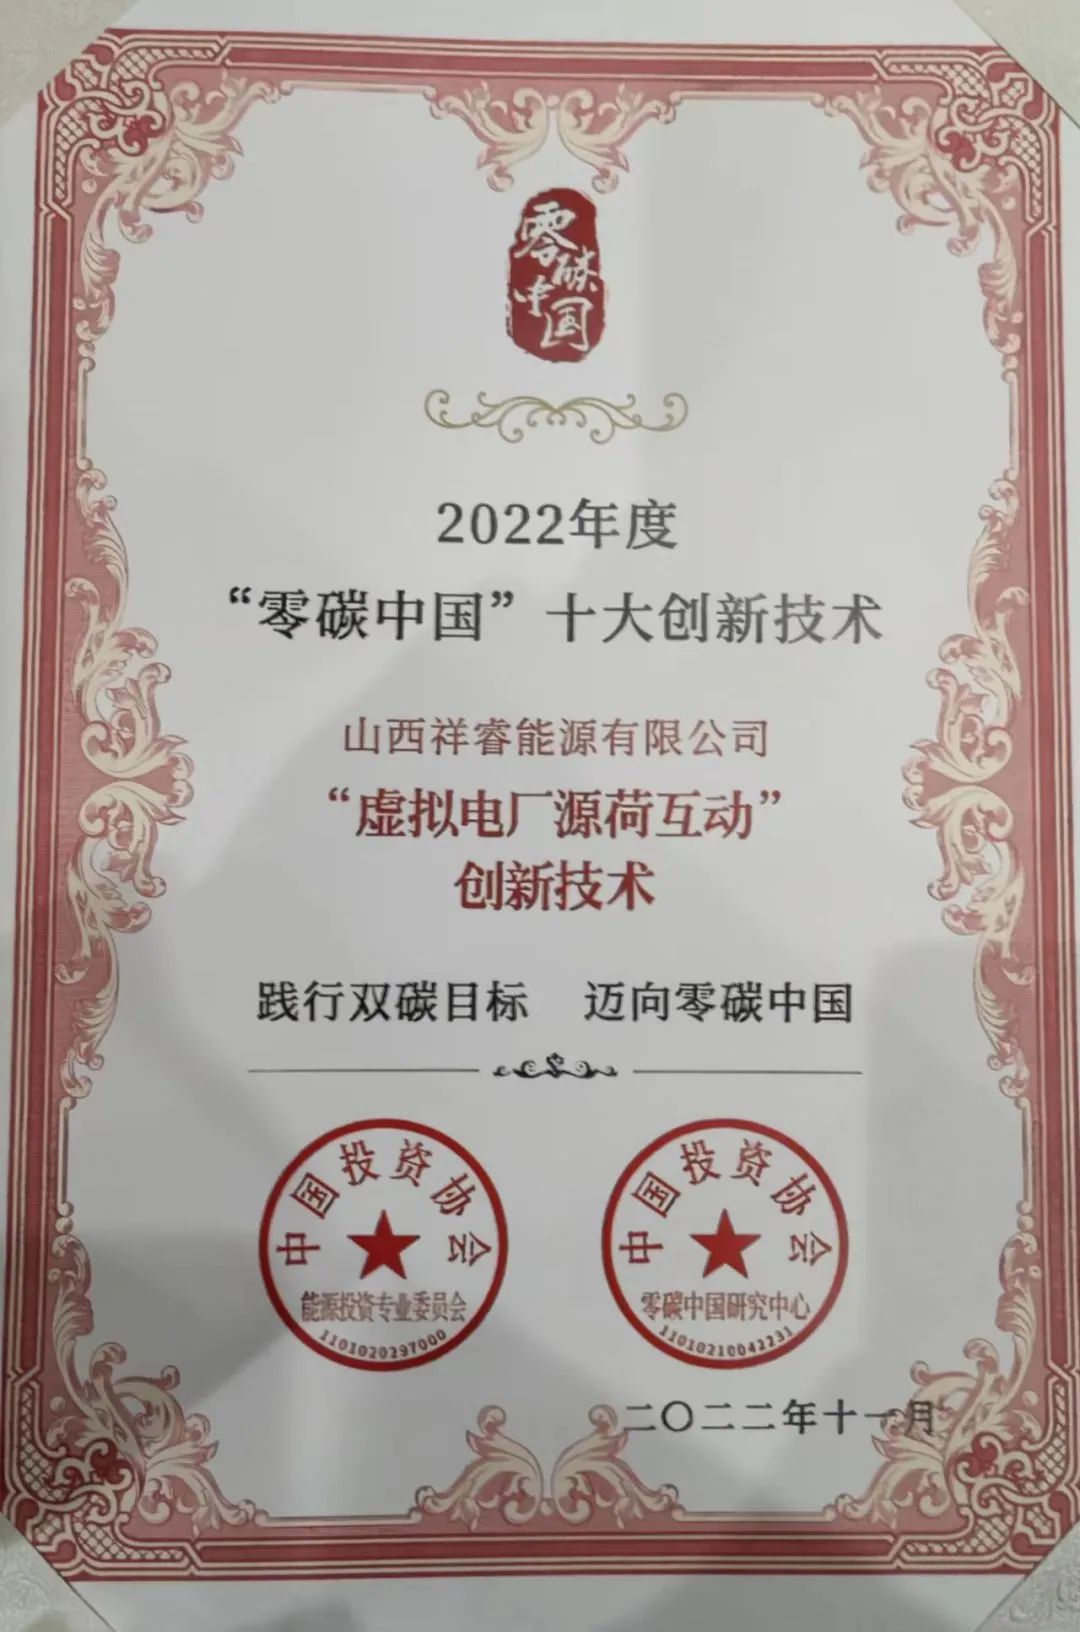 零碳
中国
2022年度
“零碳中国”十大创新技术
山西祥睿能源有限公司
“虚拟电厂源荷互动”
创新技术
践行双碳目标 迈向零碳中国
中国投资协会
能源投资专业委员会
1101020297000
中国投资协会
零碳中国研究中心
11010210042231
二〇二二年十一月